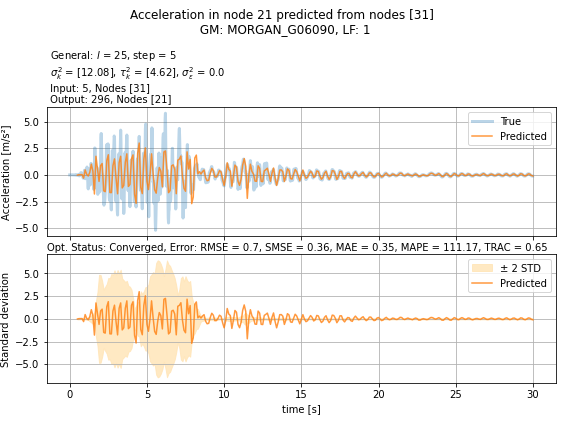 Acceleration in node 21 predicted from nodes [31]
GM: MORGAN_G06090, LF: 1
General: l = 25, step = 5
σ²ₖ = [12.08], τ²ₖ = [4.62], σ²ε = 0.0
Input: 5, Nodes [31]
Output: 296, Nodes [21]
Acceleration [m/s²]
5.0
2.5
0.0
−2.5
−5.0
True
Predicted
Opt. Status: Converged, Error: RMSE = 0.7, SMSE = 0.36, MAE = 0.35, MAPE = 111.17, TRAC = 0.65
Standard deviation
5.0
2.5
0.0
−2.5
−5.0
± 2 STD
Predicted
0 5 10 15 20 25 30
time [s]